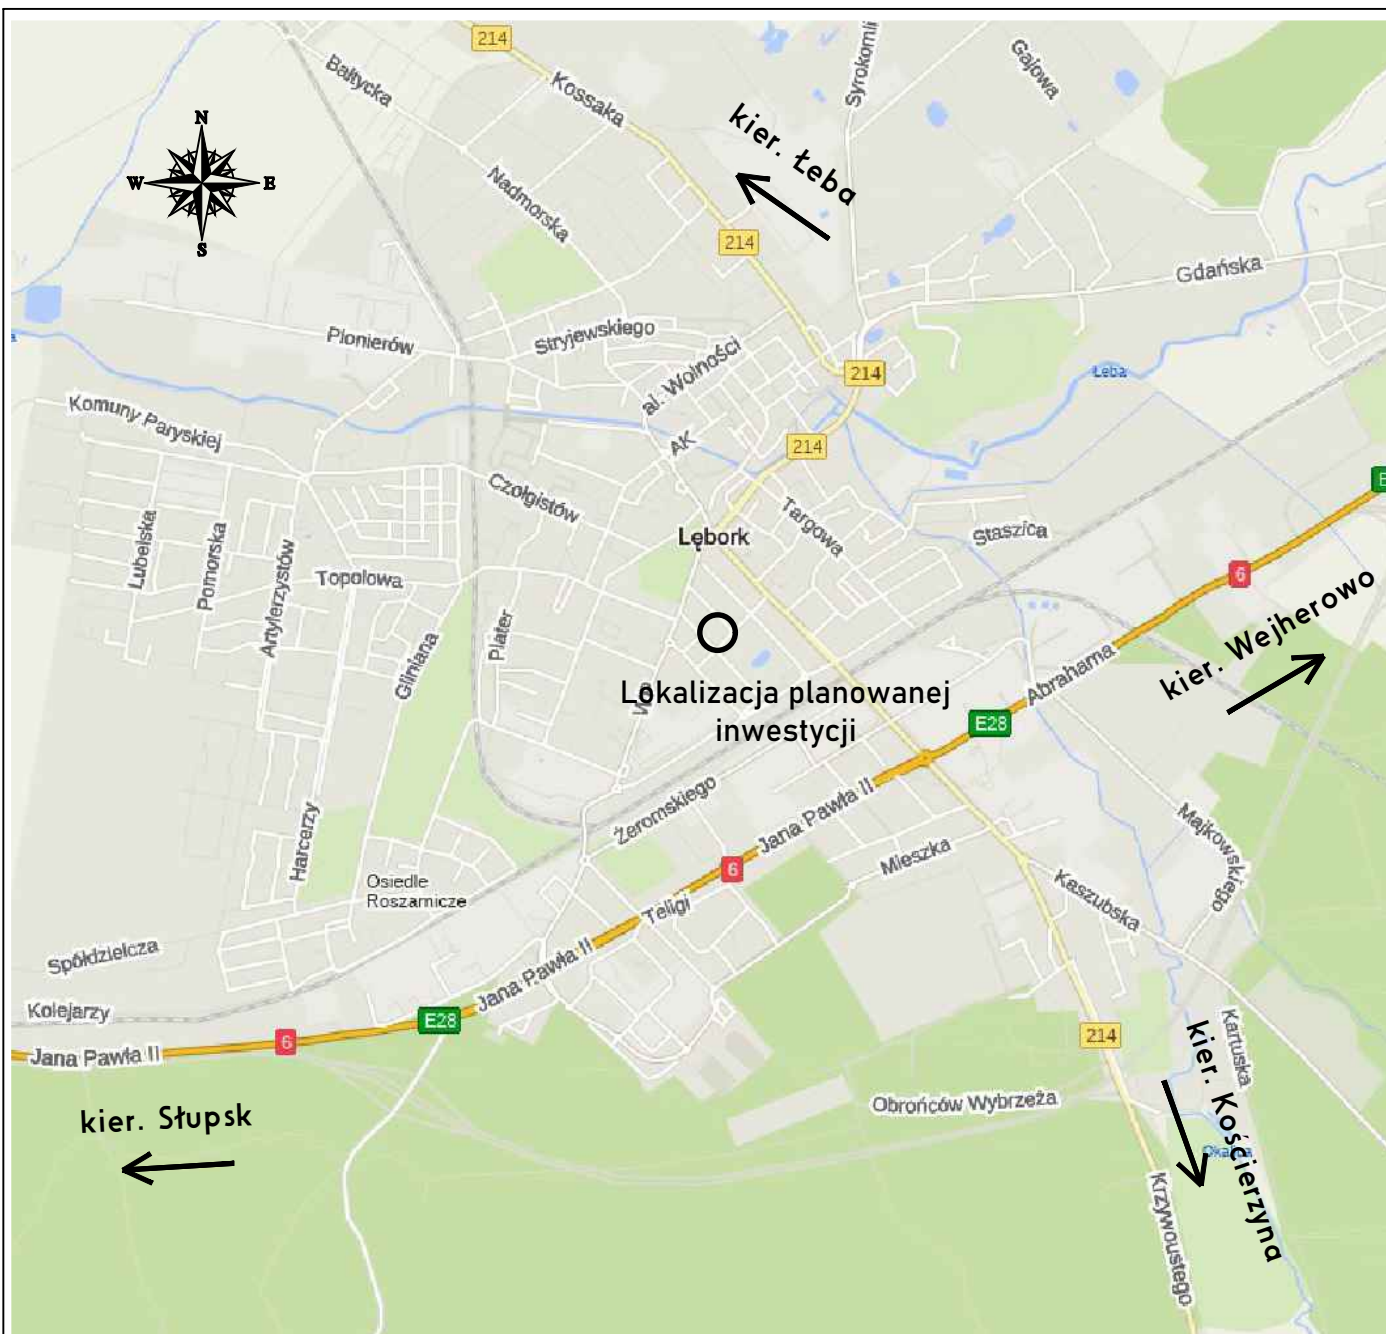 214
Bałtycka
Kossaka
Syrokomli
Gajowa
kier. Łeba
N
W
E
S
Nadmorska
214
Gdańska
Pionierów
Stryjewskiego
al. Wolności
214
Łeba
Komuny Paryskiej
AK
214
Czołgistów
Targowa
Staszica
Lębork
Lubelska
Pomorska
Artylerzystów
Topolowa
Gliniana
Plater
6
kier. Wejherowo
Abrahama
Lokalizacja planowanej
inwestycji
E28
Żeromskiego
Jana Pawła II
Majkowskiego
Harcerzy
6
Mieszka
Osiedle
Roszarnicze
Teligi
Kaszubska
Spółdzielcza
Jana Pawła II
Kolejarzy
E28
6
Jana Pawła II
214
Kartuska
kier. Kościerzyna
kier. Słupsk
Obrońców Wybrzeża
Krzywoustego